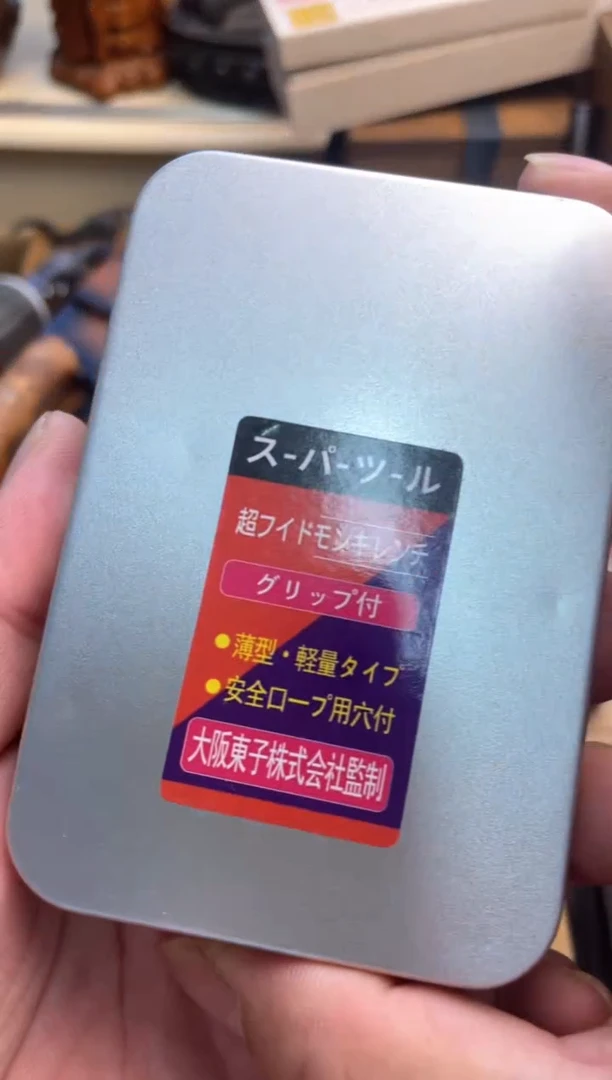 スーパーツール
超フイドモンキレンチ
グリップ付
●薄型・軽量タイプ
●安全ロープ用穴付
大阪東子株式会社監制